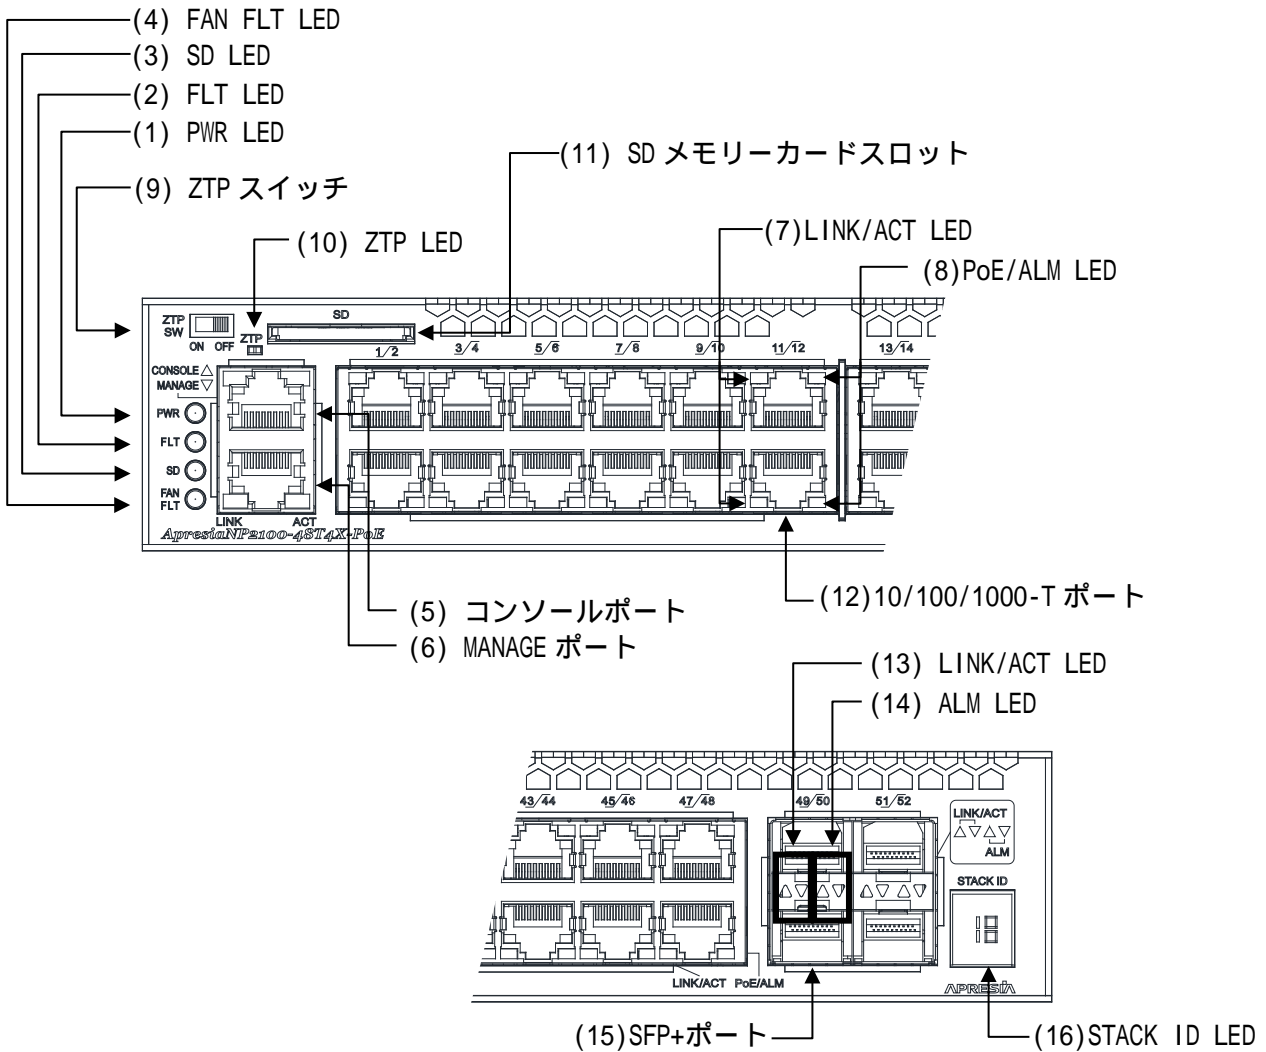 (4) FAN FLT LED
(3) SD LED
(2) FLT LED
(1) PWR LED
(11) SD メモリーカードスロット
(9) ZTP スイッチ
(7)LINK/ACT LED
(10) ZTP LED
(8)PoE/ALM LED
ZTP SW
ON OFF
ZTP
SD
1/2 3/4 5/6 7/8 9/10 11/12 13/14
CONSOLE △
MANAGE ▽
PWR
FLT
SD
FAN FLT
LINK ACT
ApresiaNP2100-48T4X-PoE
(12)10/100/1000-T ポート
(5) コンソールポート
(6) MANAGE ポート
(13) LINK/ACT LED
(14) ALM LED
43/44 45/46 47/48 49/50 51/52
LINK/ACT
△▽△▽
ALM
STACK ID
LINK/ACT PoE/ALM
APRESIA
(15)SFP+ポート
(16)STACK ID LED